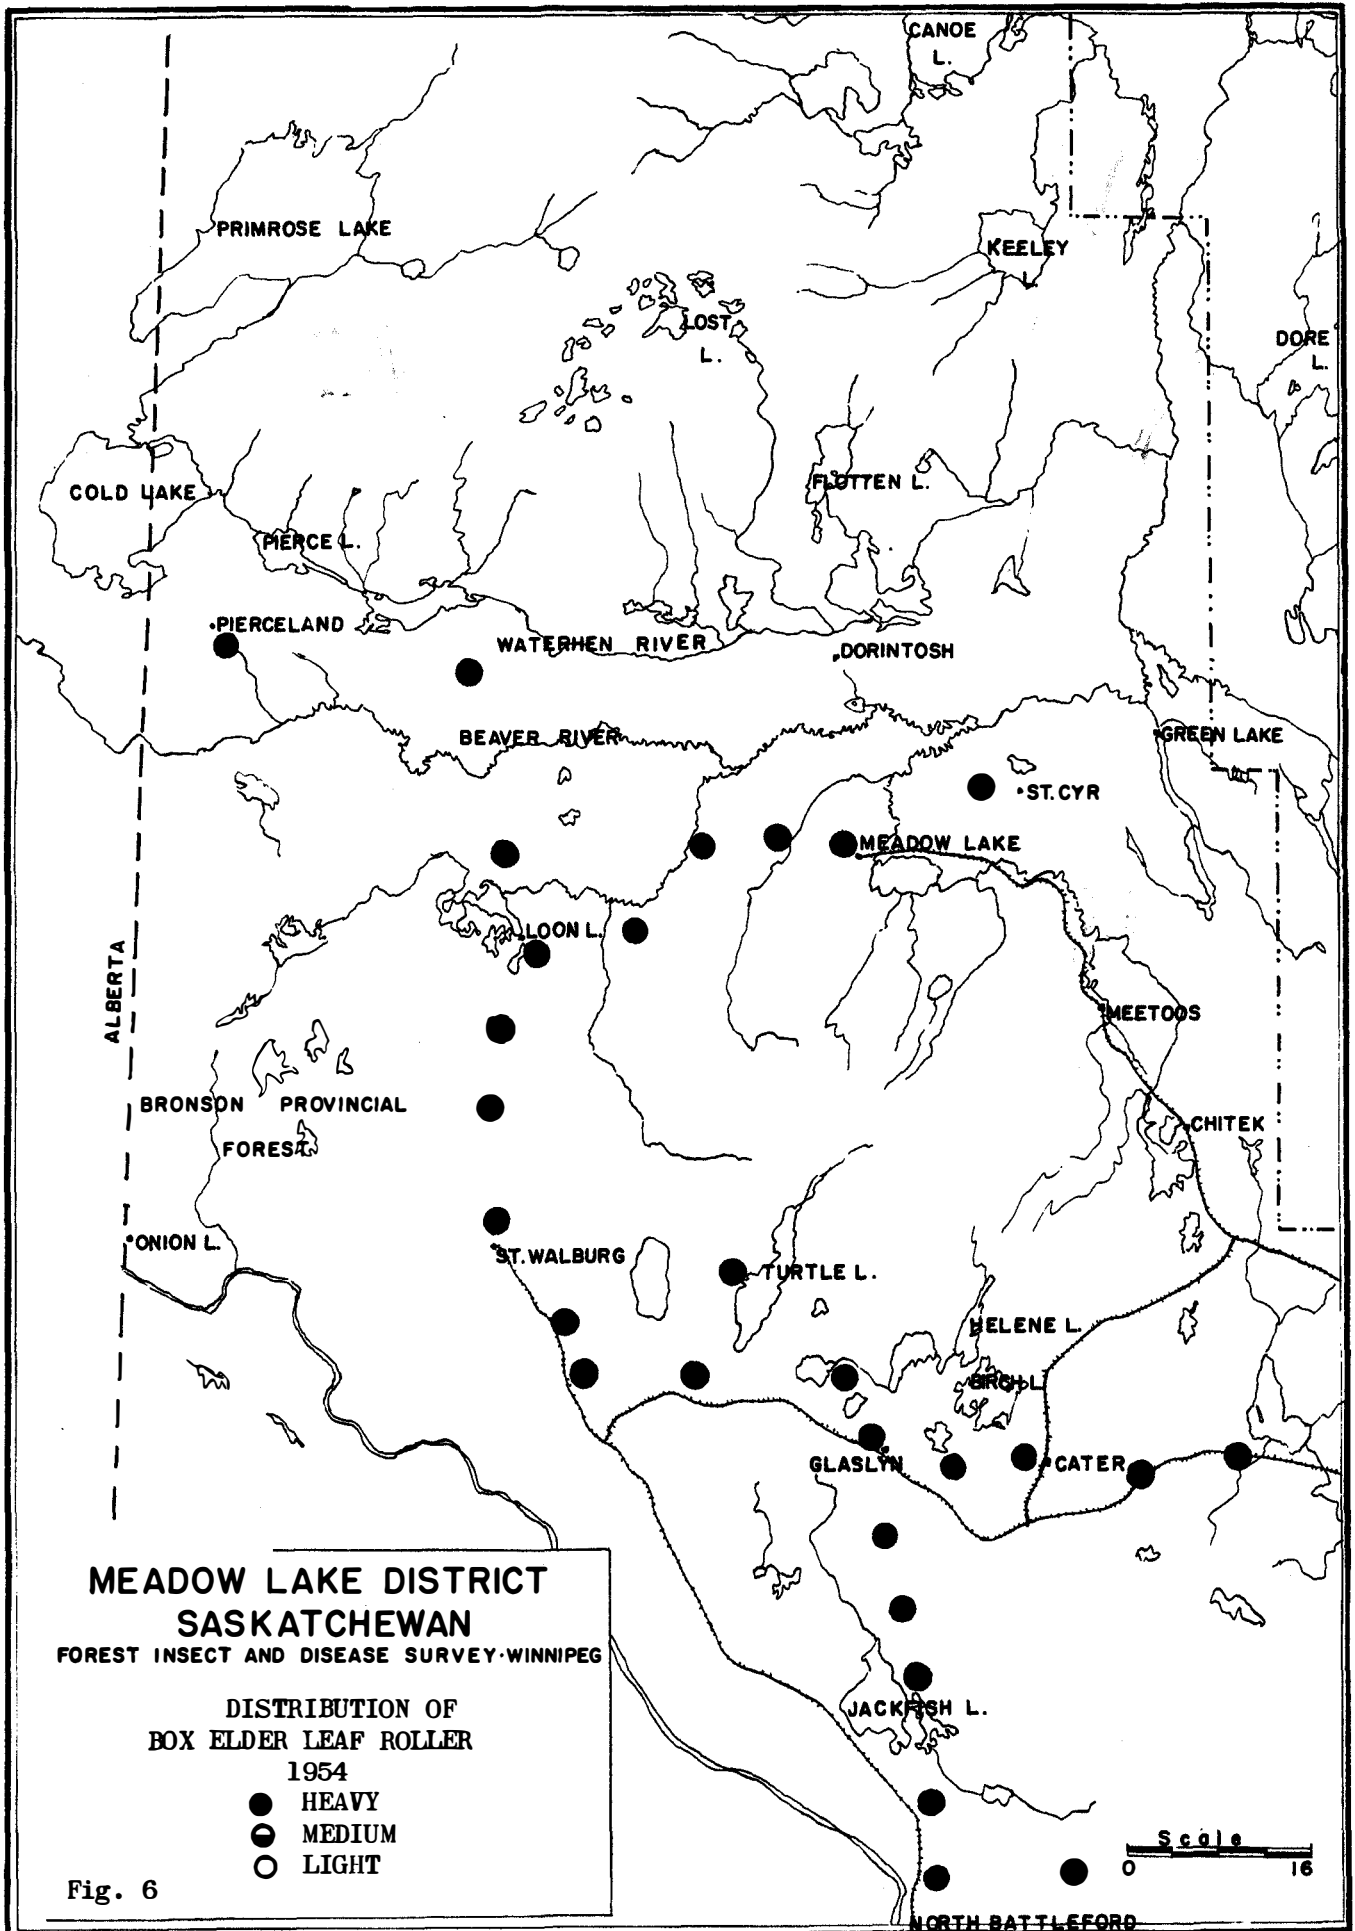 CANOE
L.
PRIMROSE LAKE
KEELEY
L.
LOST
L.
DORE
L.
COLD LAKE
FLOTTEN L.
PIERCE L.
PIERCELAND
WATERHEN RIVER
DORINTOSH
BEAVER RIVER
GREEN LAKE
ST. CYR
MEADOW LAKE
LOON L.
ALBERTA
MEETOOS
BRONSON PROVINCIAL
FOREST
CHITEK
ONION L.
ST. WALBURG
TURTLE L.
HELENE L.
BIRCH L.
GLASLYN
CATER
JACKFISH L.
NORTH BATTLEFORD
MEADOW LAKE DISTRICT
SASKATCHEWAN
FOREST INSECT AND DISEASE SURVEY·WINNIPEG
DISTRIBUTION OF
BOX ELDER LEAF ROLLER
1954
HEAVY
MEDIUM
LIGHT
Fig. 6
Scale
0 16